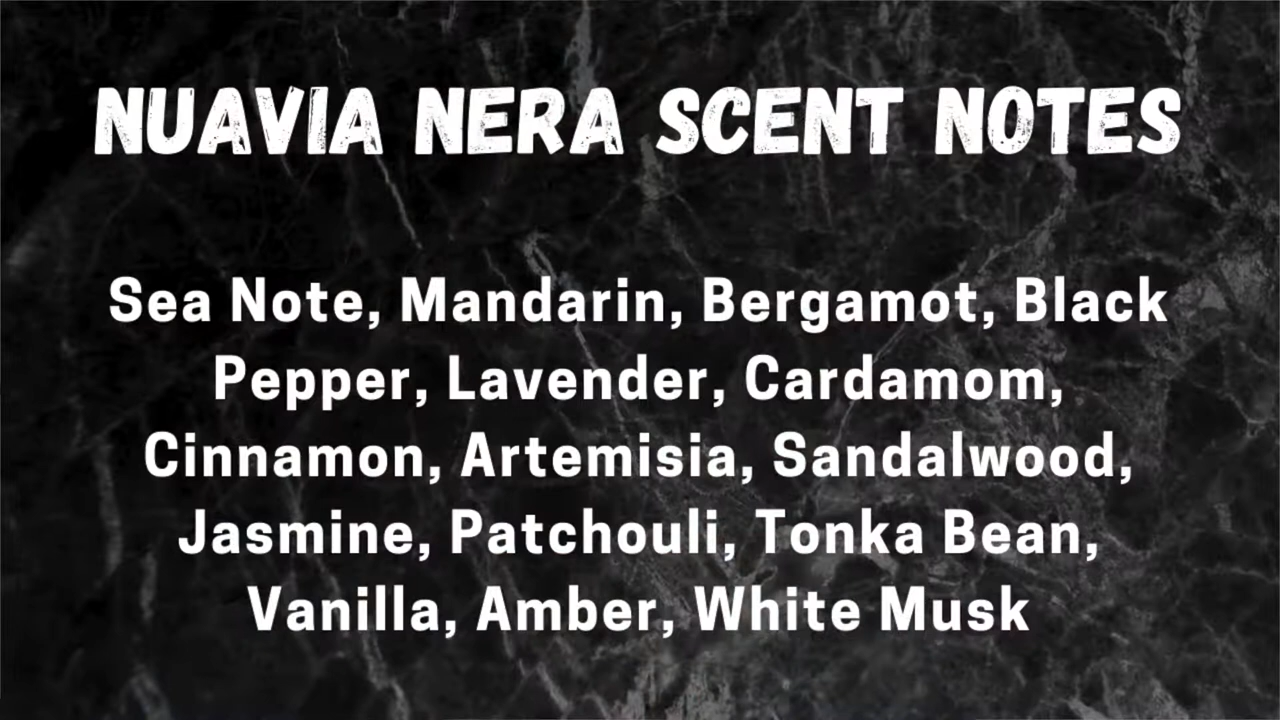 NUAVIA NERA SCENT NOTES
Sea Note, Mandarin, Bergamot, Black
Pepper, Lavender, Cardamom,
Cinnamon, Artemisia, Sandalwood,
Jasmine, Patchouli, Tonka Bean,
Vanilla, Amber, White Musk